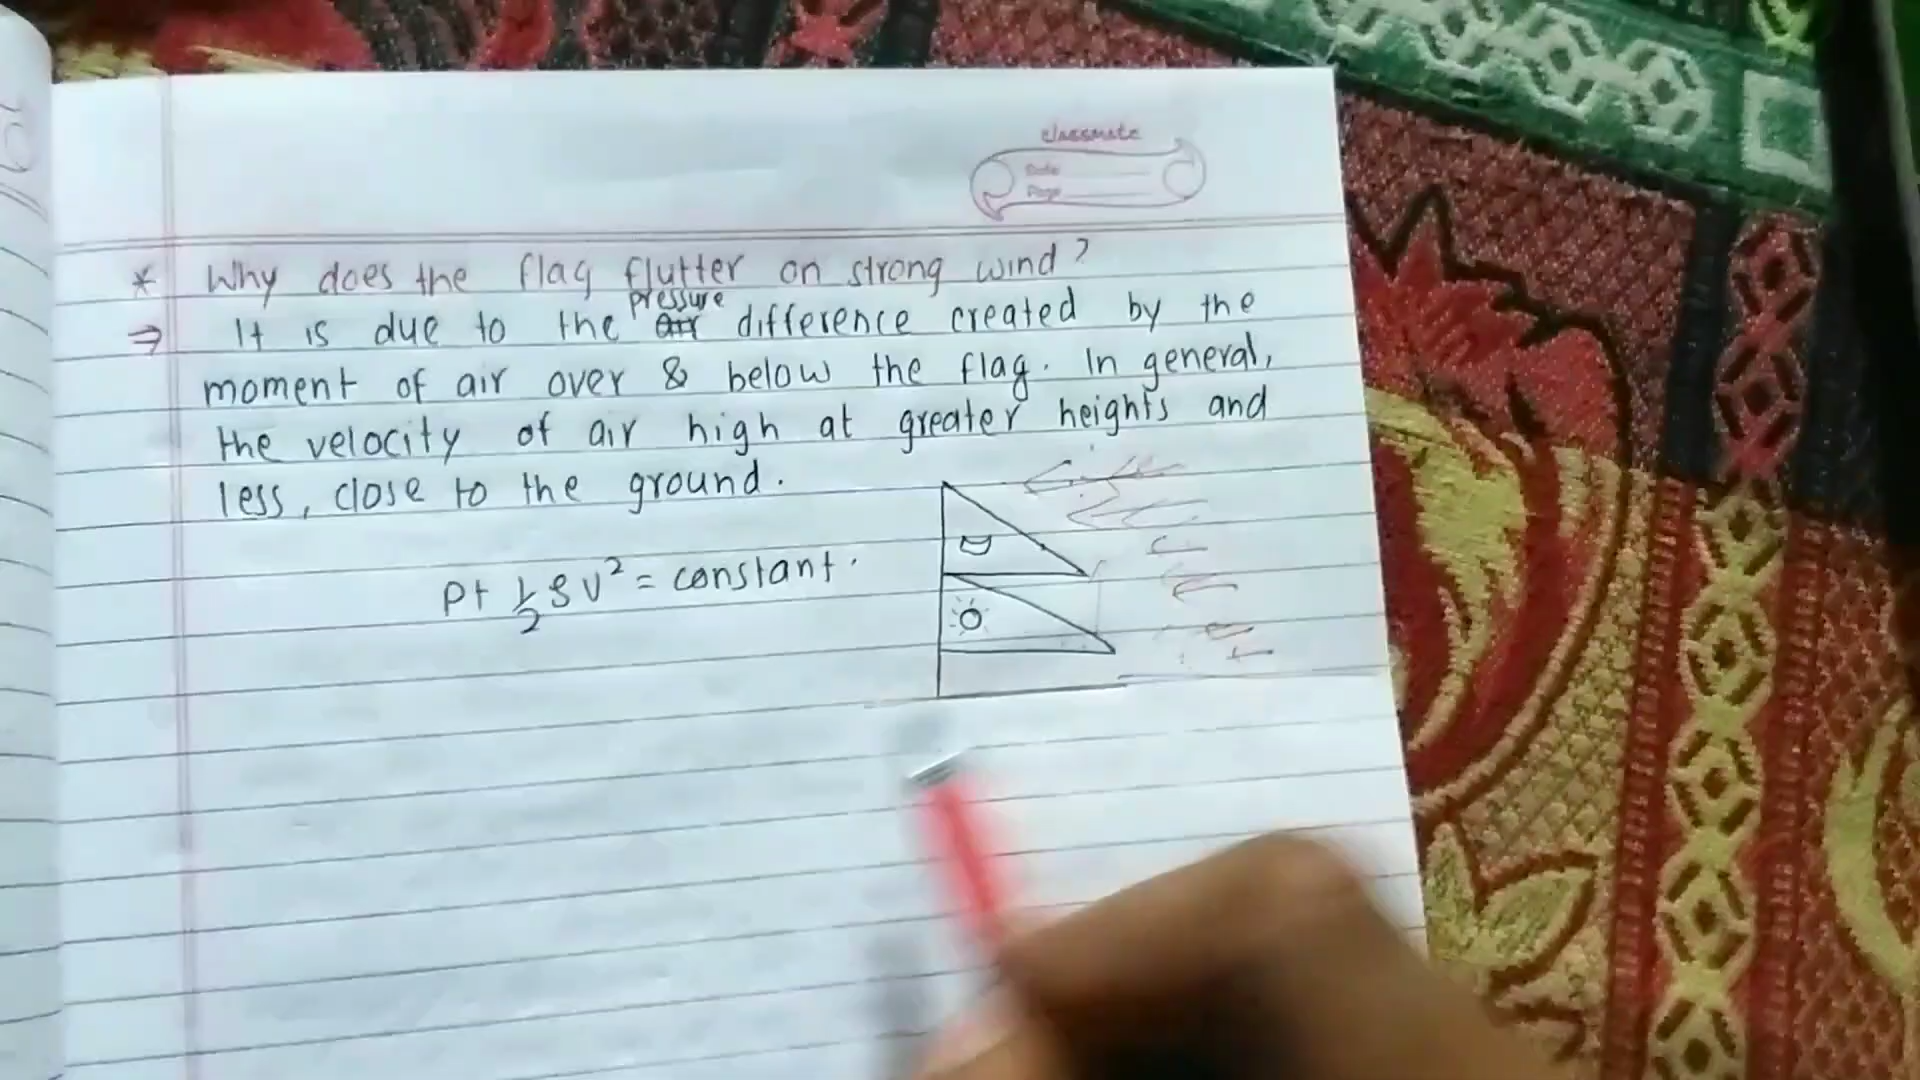 classmate
Date
Page
* Why does the flag flutter on strong wind?
pressure
⇒ It is due to the air difference created by the
moment of air over & below the flag. In general,
the velocity of air high at greater heights and
less, close to the ground.
P+ 1/2 ρ v² = constant.